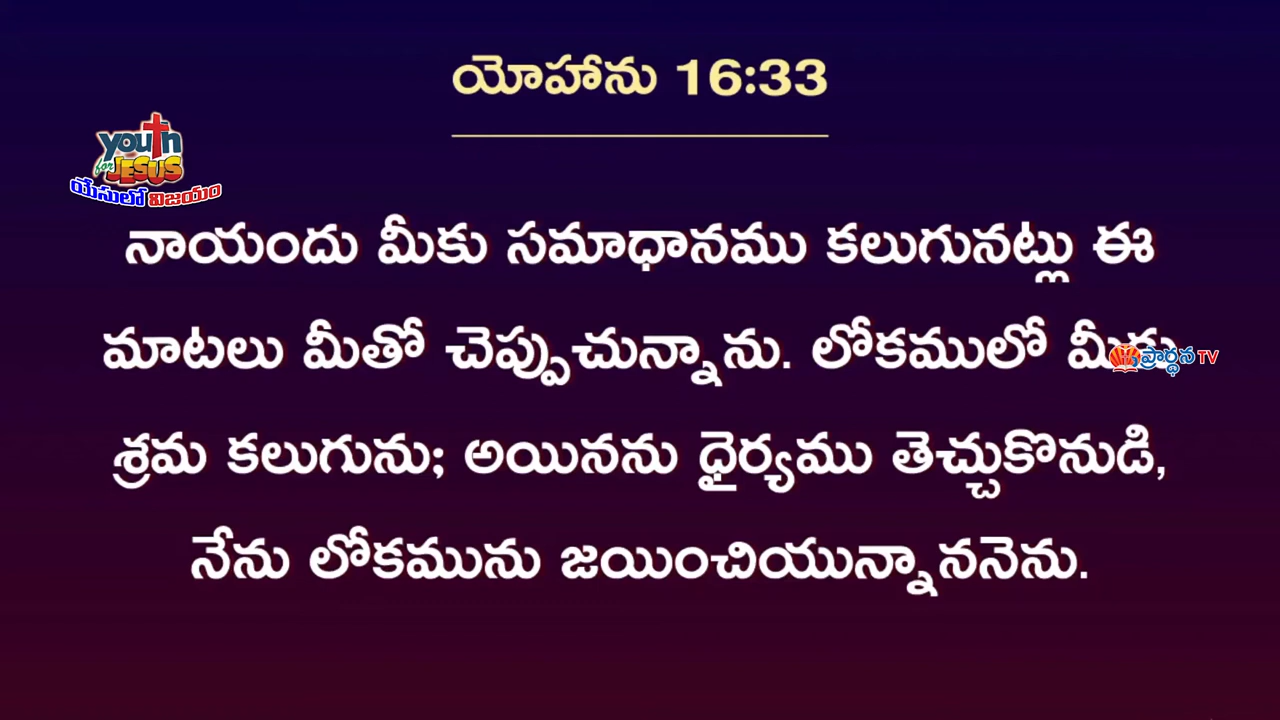 యోహాను 16:33
youth
for JESUS
యేసులో విజయం
నాయందు మీకు సమాధానము కలుగునట్లు ఈ
మాటలు మీతో చెప్పుచున్నాను. లోకములో
ప్రార్థన TV
శ్రమ కలుగును; అయినను ధైర్యము తెచ్చుకొనుడి,
నేను లోకమును జయించియున్నాననెను.